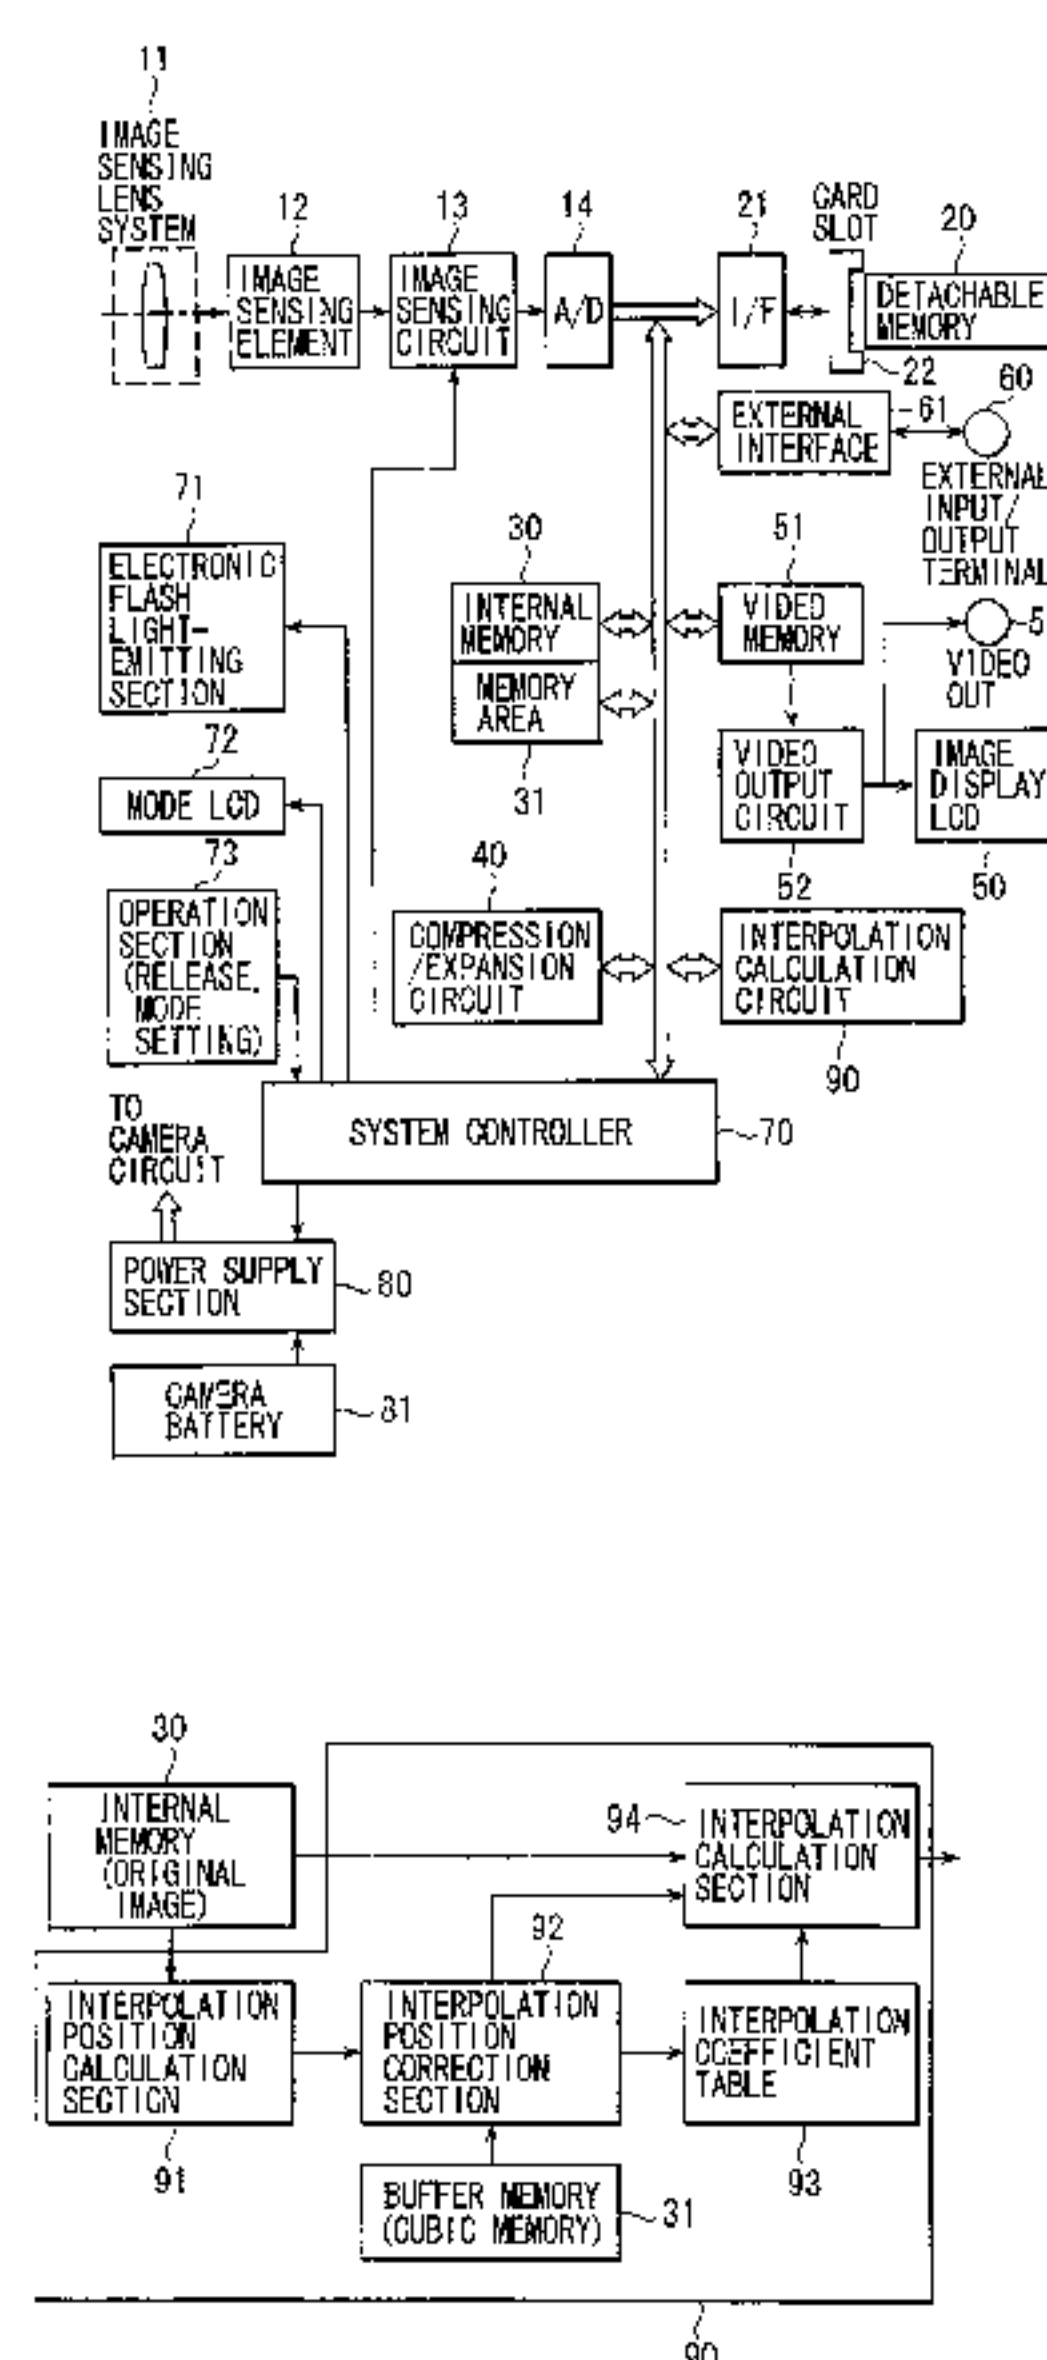 11
IMAGE
SENSING
LENS
SYSTEM
12
IMAGE
SENSING
ELEMENT
13
IMAGE
SENSING
CIRCUIT
14
A/D
21
I/F
CARD
SLOT
20
DETACHABLE
MEMORY
22
60
61
EXTERNAL
INTERFACE
EXTERNAL
INPUT/
OUTPUT
TERMINAL
71
ELECTRONIC
FLASH
LIGHT-
EMITTING
SECTION
30
INTERNAL
MEMORY
MEMORY
AREA
31
51
VIDEO
MEMORY
5
VIDEO
OUT
72
MODE LCD
VIDEO
OUTPUT
CIRCUIT
52
IMAGE
DISPLAY
LCD
50
73
OPERATION
SECTION
(RELEASE,
MODE
SETTING)
40
COMPRESSION
/EXPANSION
CIRCUIT
INTERPOLATION
CALCULATION
CIRCUIT
90
TO
CAMERA
CIRCUIT
SYSTEM CONTROLLER
70
POWER SUPPLY
SECTION
80
CAMERA
BATTERY
81
30
INTERNAL
MEMORY
(ORIGINAL
IMAGE)
94
INTERPOLATION
CALCULATION
SECTION
INTERPOLATION
POSITION
CALCULATION
SECTION
91
92
INTERPOLATION
POSITION
CORRECTION
SECTION
INTERPOLATION
COEFFICIENT
TABLE
93
BUFFER MEMORY
(CUBIC MEMORY)
31
90